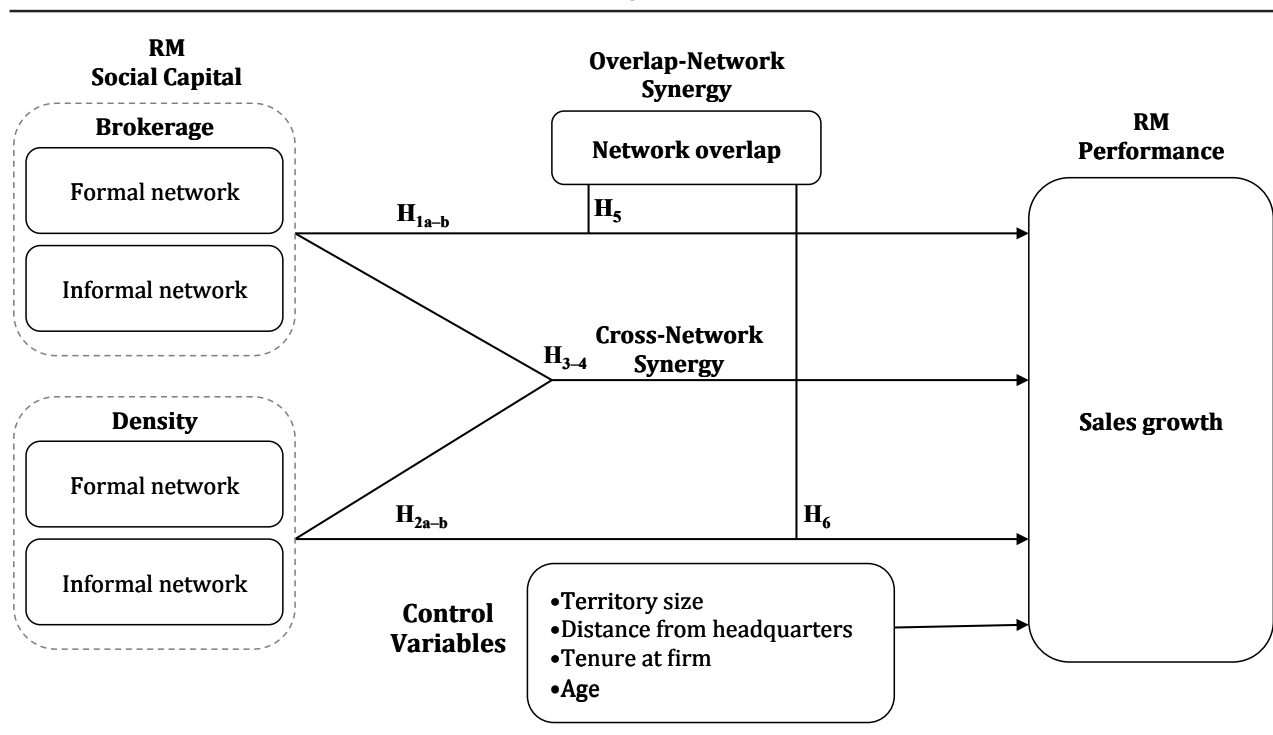 RM
Social Capital
Brokerage
Formal network
Informal network
Density
Formal network
Informal network
Overlap-Network
Synergy
Network overlap
H1a–b
H5
Cross-Network
Synergy
H3–4
H2a–b
H6
Control
Variables
•Territory size
•Distance from headquarters
•Tenure at firm
•Age
RM
Performance
Sales growth